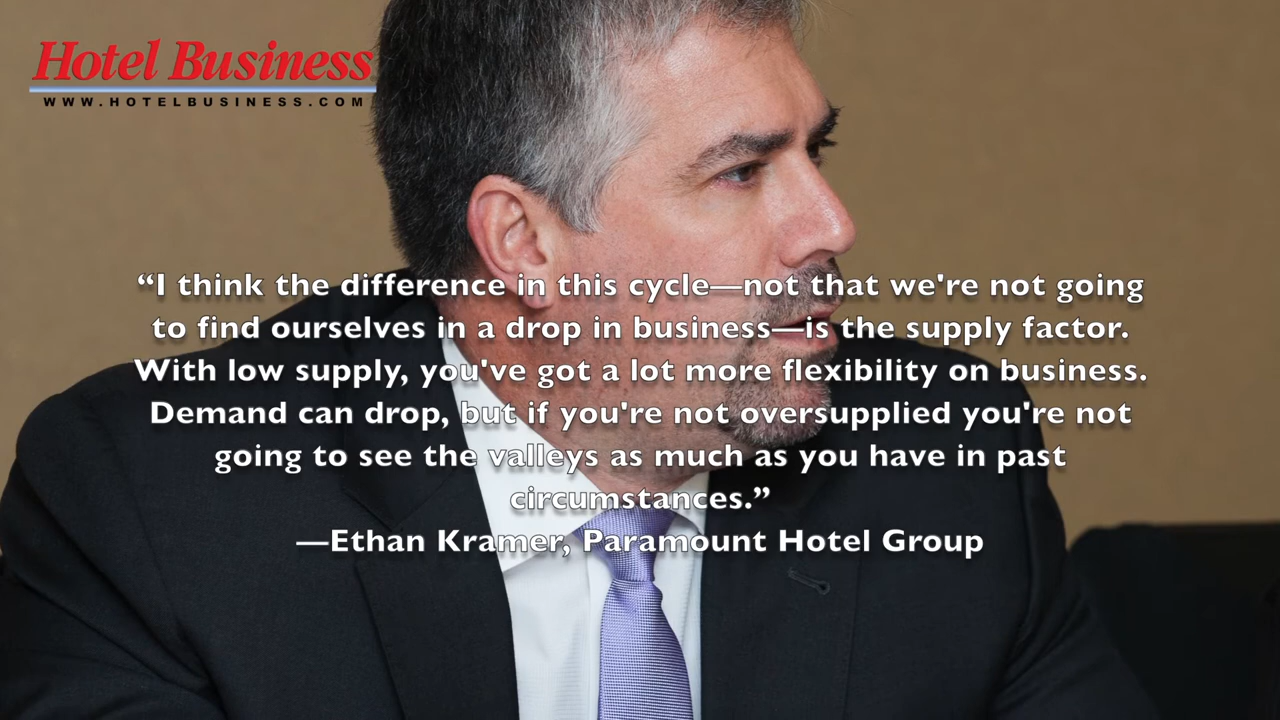 Hotel Business
WWW.HOTELBUSINESS.COM
“I think the difference in this cycle—not that we're not going
to find ourselves in a drop in business—is the supply factor.
With low supply, you've got a lot more flexibility on business.
Demand can drop, but if you're not oversupplied you're not
going to see the valleys as much as you have in past
circumstances.”
—Ethan Kramer, Paramount Hotel Group